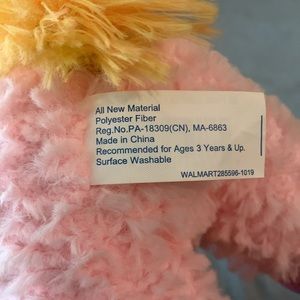 All New Material
Polyester Fiber
Reg.No.PA-18309(CN), MA-6863
Made in China
Recommended for Ages 3 Years & Up.
Surface Washable
WALMART285596-1019